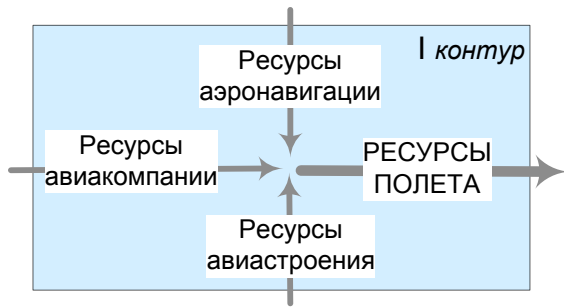 I контур
Ресурсы
аэронавигации
Ресурсы
авиакомпании
РЕСУРСЫ
ПОЛЕТА
Ресурсы
авиастроения